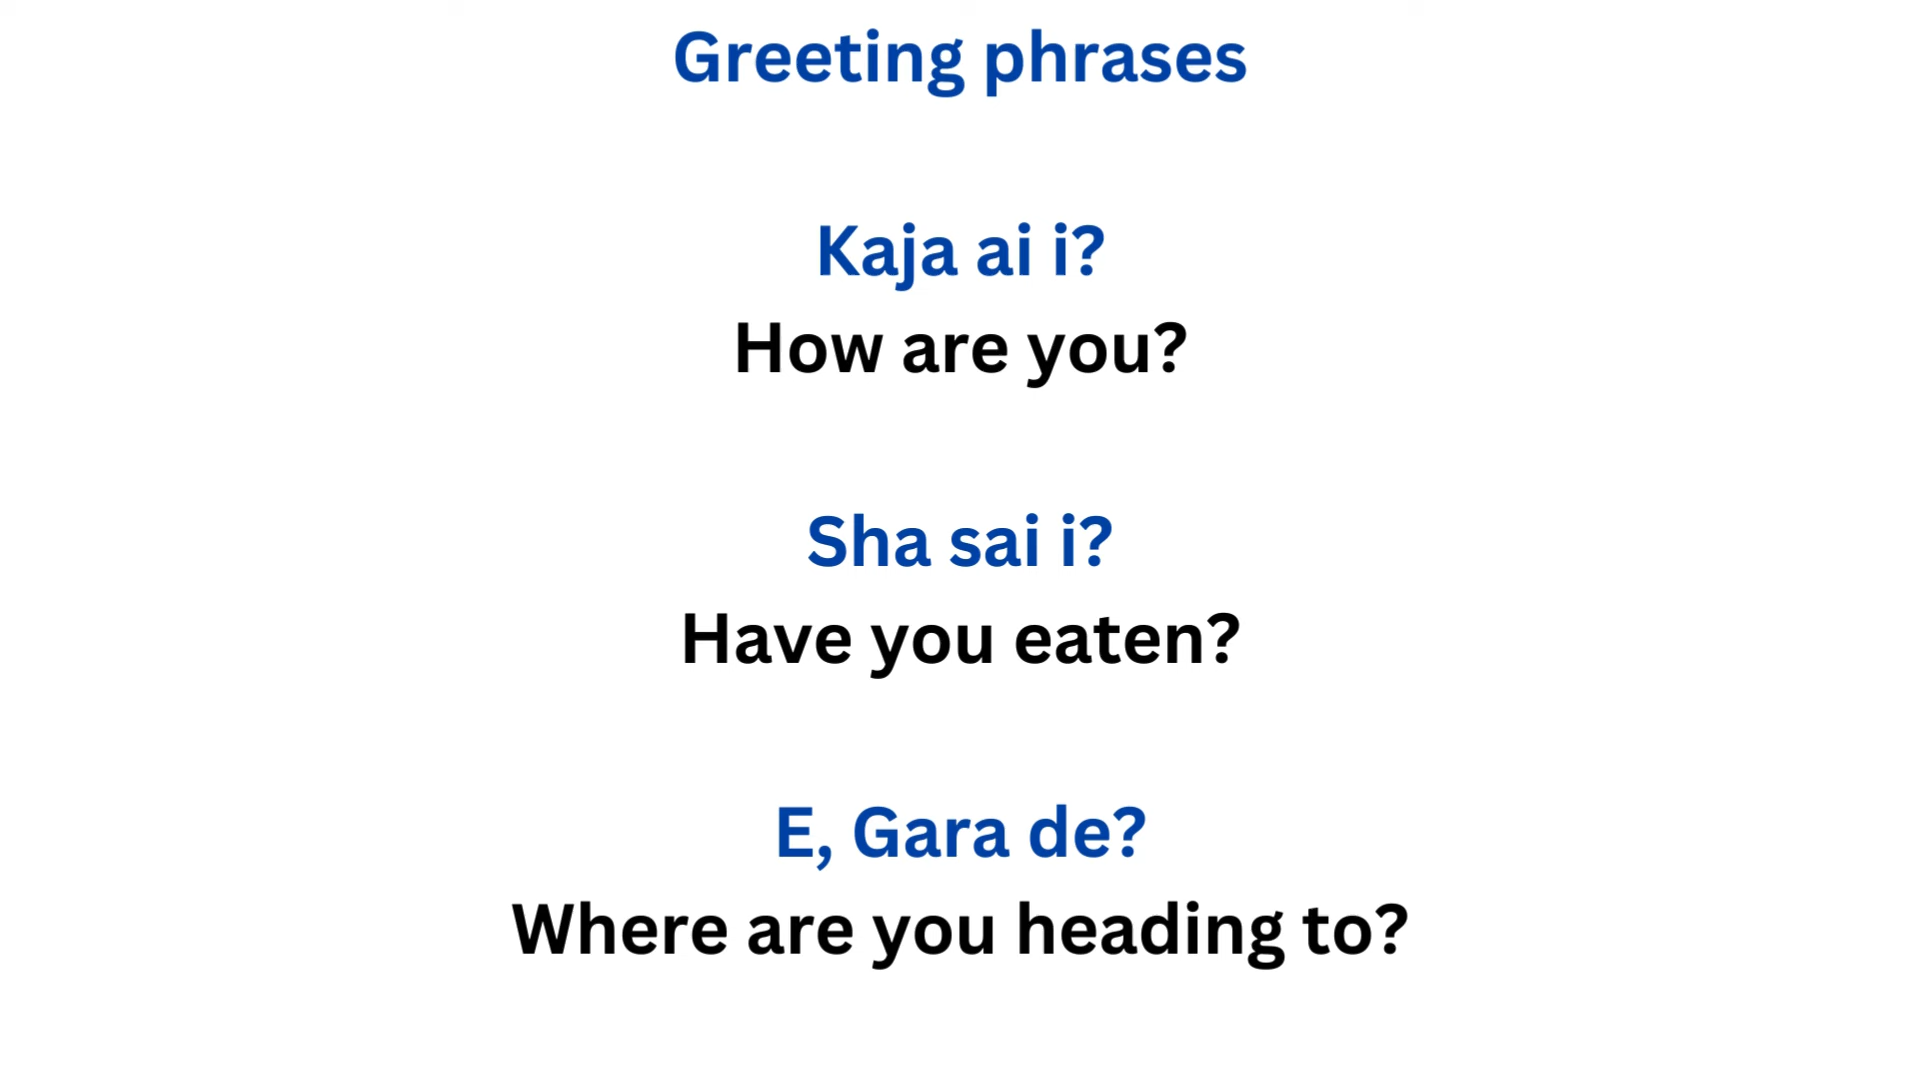 Greeting phrases
Kaja ai i?
How are you?
Sha sai i?
Have you eaten?
E, Gara de?
Where are you heading to?